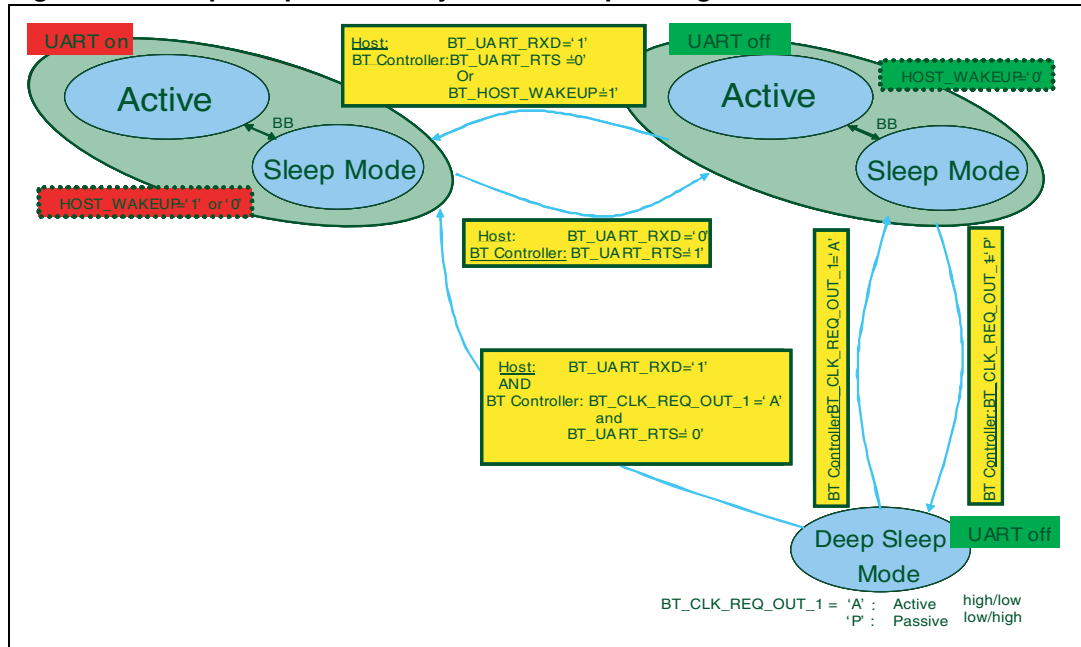 UART on
Active
BB
Sleep Mode
HOST_WAKEUP='1' or '0'
Host: BT_UART_RXD='1'
BT Controller:BT_UART_RTS ='0'
Or
BT_HOST_WAKEUP='1'
UART off
HOST_WAKEUP='0'
Active
BB
Sleep Mode
Host: BT_UART_RXD='0'
BT Controller: BT_UART_RTS='1'
Host: BT_UART_RXD='1'
AND
BT Controller: BT_CLK_REQ_OUT_1='A'
and
BT_UART_RTS='0'
BT ControllerBT_CLK_REQ_OUT_1='A'
BT Controller:BT_CLK_REQ_OUT_1='P'
Deep Sleep
Mode
UART off
BT_CLK_REQ_OUT_1 = 'A' : Active high/low
'P' : Passive low/high